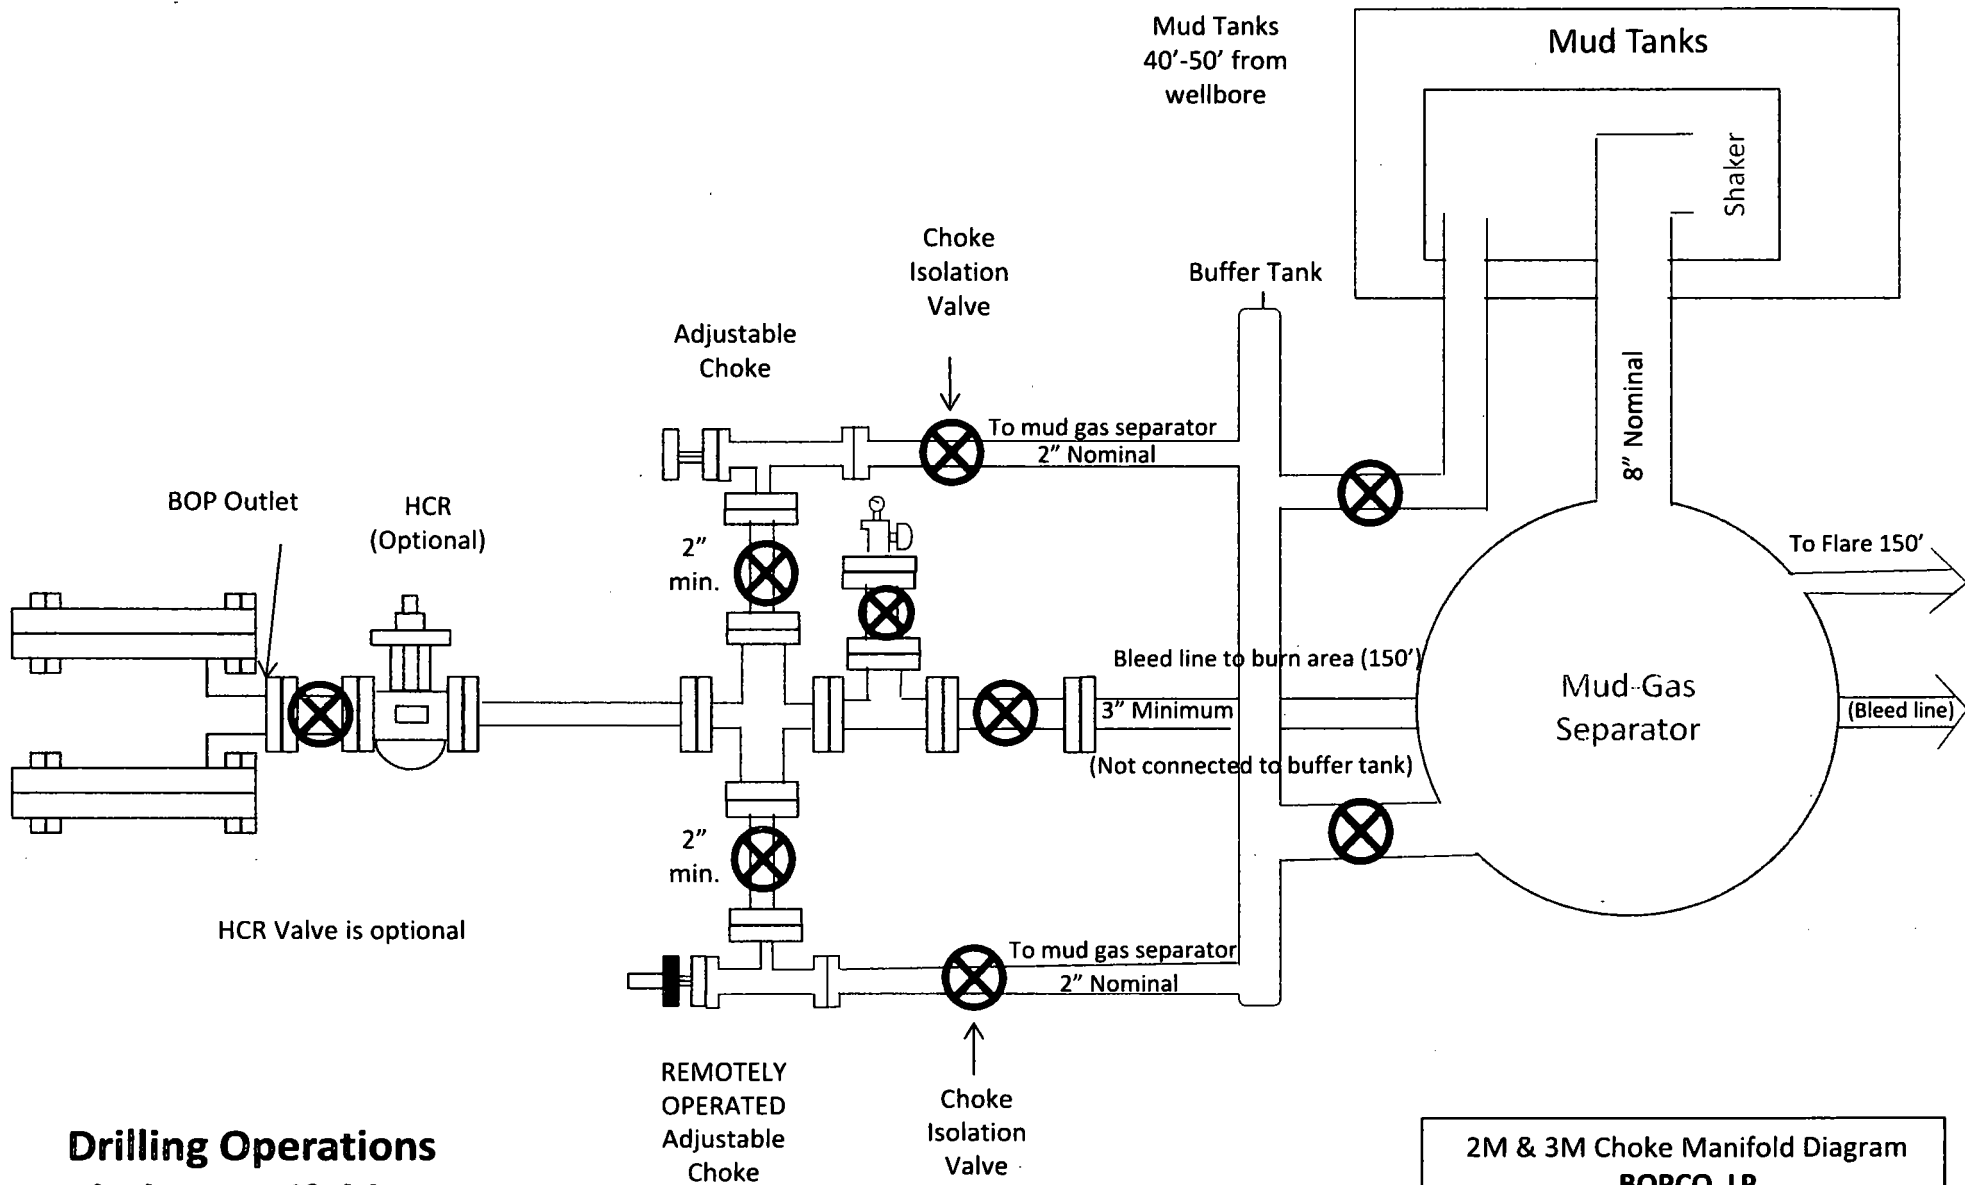 Mud Tanks
40'-50' from
wellbore
Mud Tanks
Shaker
Choke
Isolation
Valve
Buffer Tank
Adjustable
Choke
8" Nominal
To mud gas separator
2" Nominal
BOP Outlet
HCR
(Optional)
2"
min.
To Flare 150'
Bleed line to burn area (150')
3" Minimum
(Not connected to buffer tank)
Mud-Gas
Separator
(Bleed line)
2"
min.
HCR Valve is optional
To mud gas separator
2" Nominal
REMOTELY
OPERATED
Adjustable
Choke
Choke
Isolation
Valve
Drilling Operations
2M & 3M Choke Manifold Diagram
BOPCO, LP